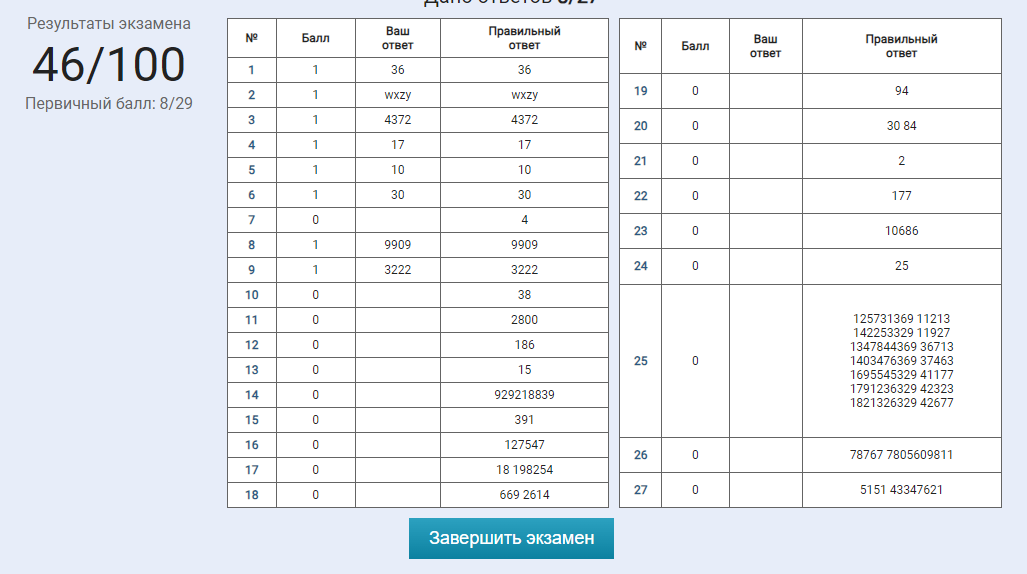 Дано ответов 8/27
Результаты экзамена
46/100
Первичный балл: 8/29
№ Балл Ваш ответ Правильный ответ
1 1 36 36
2 1 wxzy wxzy
3 1 4372 4372
4 1 17 17
5 1 10 10
6 1 30 30
7 0 4
8 1 9909 9909
9 1 3222 3222
10 0 38
11 0 2800
12 0 186
13 0 15
14 0 929218839
15 0 391
16 0 127547
17 0 18 198254
18 0 669 2614
№ Балл Ваш ответ Правильный ответ
19 0 94
20 0 30 84
21 0 2
22 0 177
23 0 10686
24 0 25
25 0 125731369 11213
142253329 11927
1347844369 36713
1403476369 37463
1695545329 41177
1791236329 42323
1821326329 42677
26 0 78767 7805609811
27 0 5151 43347621
Завершить экзамен